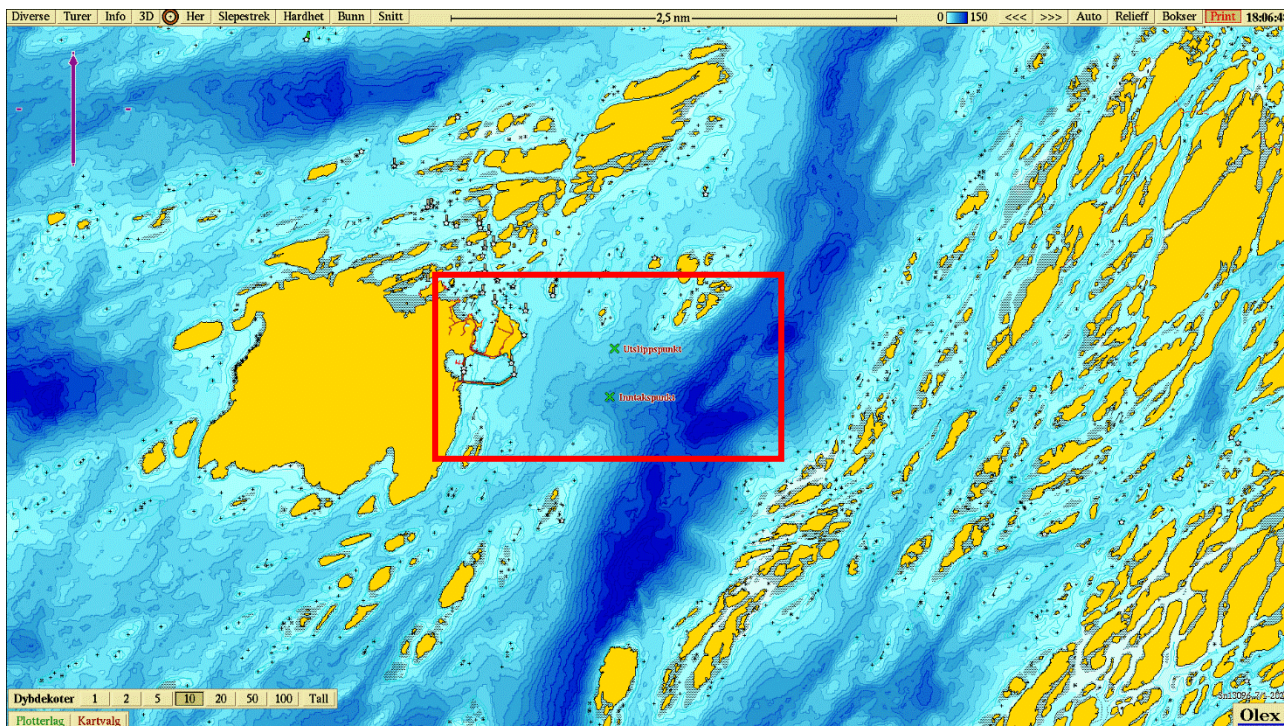 Diverse Turer Info 3D Her Slepestrek Hardhet Bunn Snitt 2,5 nm 0 150 <<< >>> Auto Relieff Bokser Print 18:06:4
Utslippspunkt
Inntakspunkt
Dybdekoter 1 2 5 10 20 50 100 Tall
Plotterlag Kartvalg
Olex